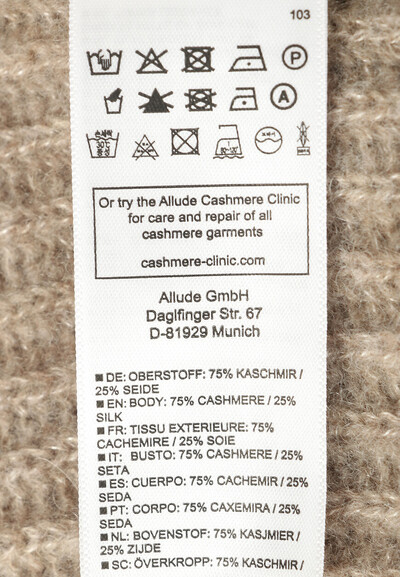 103
P
A
30°C
Or try the Allude Cashmere Clinic
for care and repair of all
cashmere garments
cashmere-clinic.com
Allude GmbH
Daglfinger Str. 67
D-81929 Munich
■ DE: OBERSTOFF: 75% KASCHMIR /
25% SEIDE
■ EN: BODY: 75% CASHMERE / 25%
SILK
■ FR: TISSU EXTERIEURE: 75%
CACHEMIRE / 25% SOIE
■ IT: BUSTO: 75% CASHMERE / 25%
SETA
■ ES: CUERPO: 75% CACHEMIR / 25%
SEDA
■ PT: CORPO: 75% CAXEMIRA / 25%
SEDA
■ NL: BOVENSTOF: 75% KASJMIER /
25% ZIJDE
■ SC: ÖVERKROPP: 75% KASHMIR /